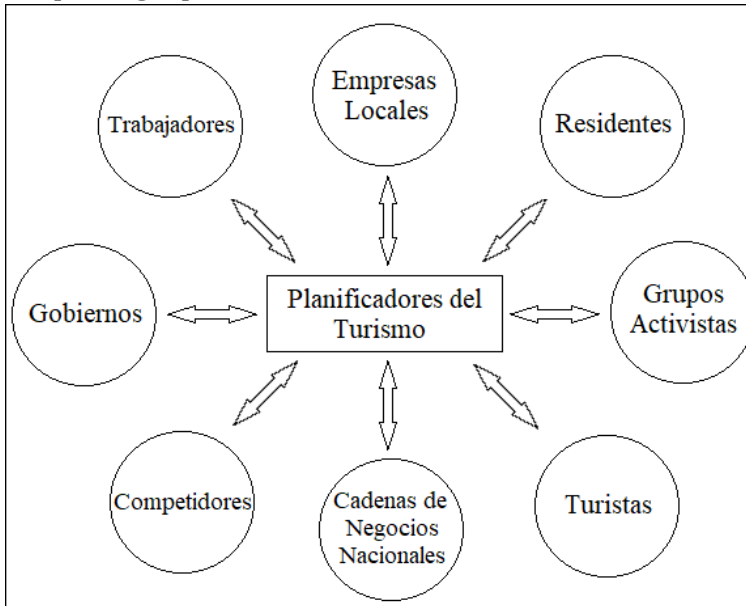 Empresas
Locales
Trabajadores
Residentes
Gobiernos
Planificadores del
Turismo
Grupos
Activistas
Competidores
Cadenas de
Negocios
Nacionales
Turistas